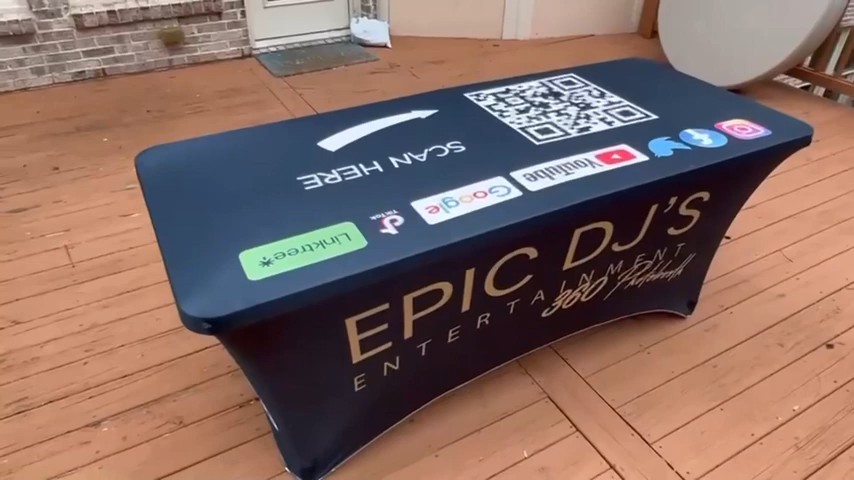 SCAN HERE
Linktree*
TikTok
Google
YouTube
EPIC DJ'S
ENTERTAINMENT
360 Photobooth